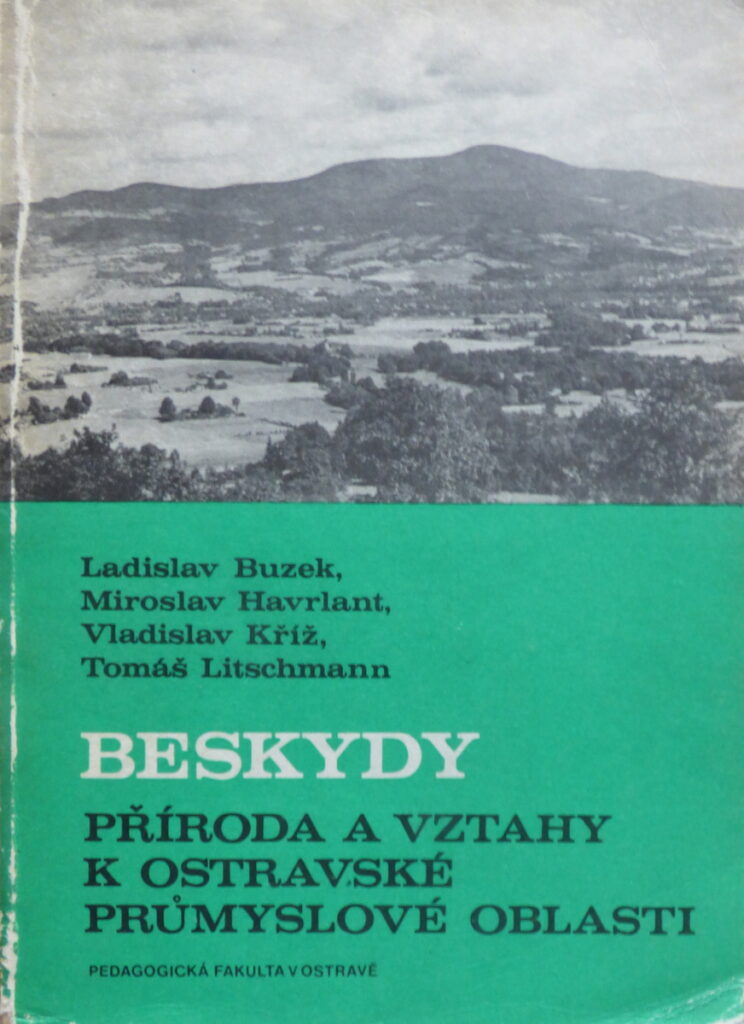 Ladislav Buzek,
Miroslav Havrlant,
Vladislav Kříž,
Tomáš Litschmann
BESKYDY
PŘÍRODA A VZTAHY
K OSTRAVSKÉ
PRŮMYSLOVÉ OBLASTI
PEDAGOGICKÁ FAKULTA V OSTRAVĚ